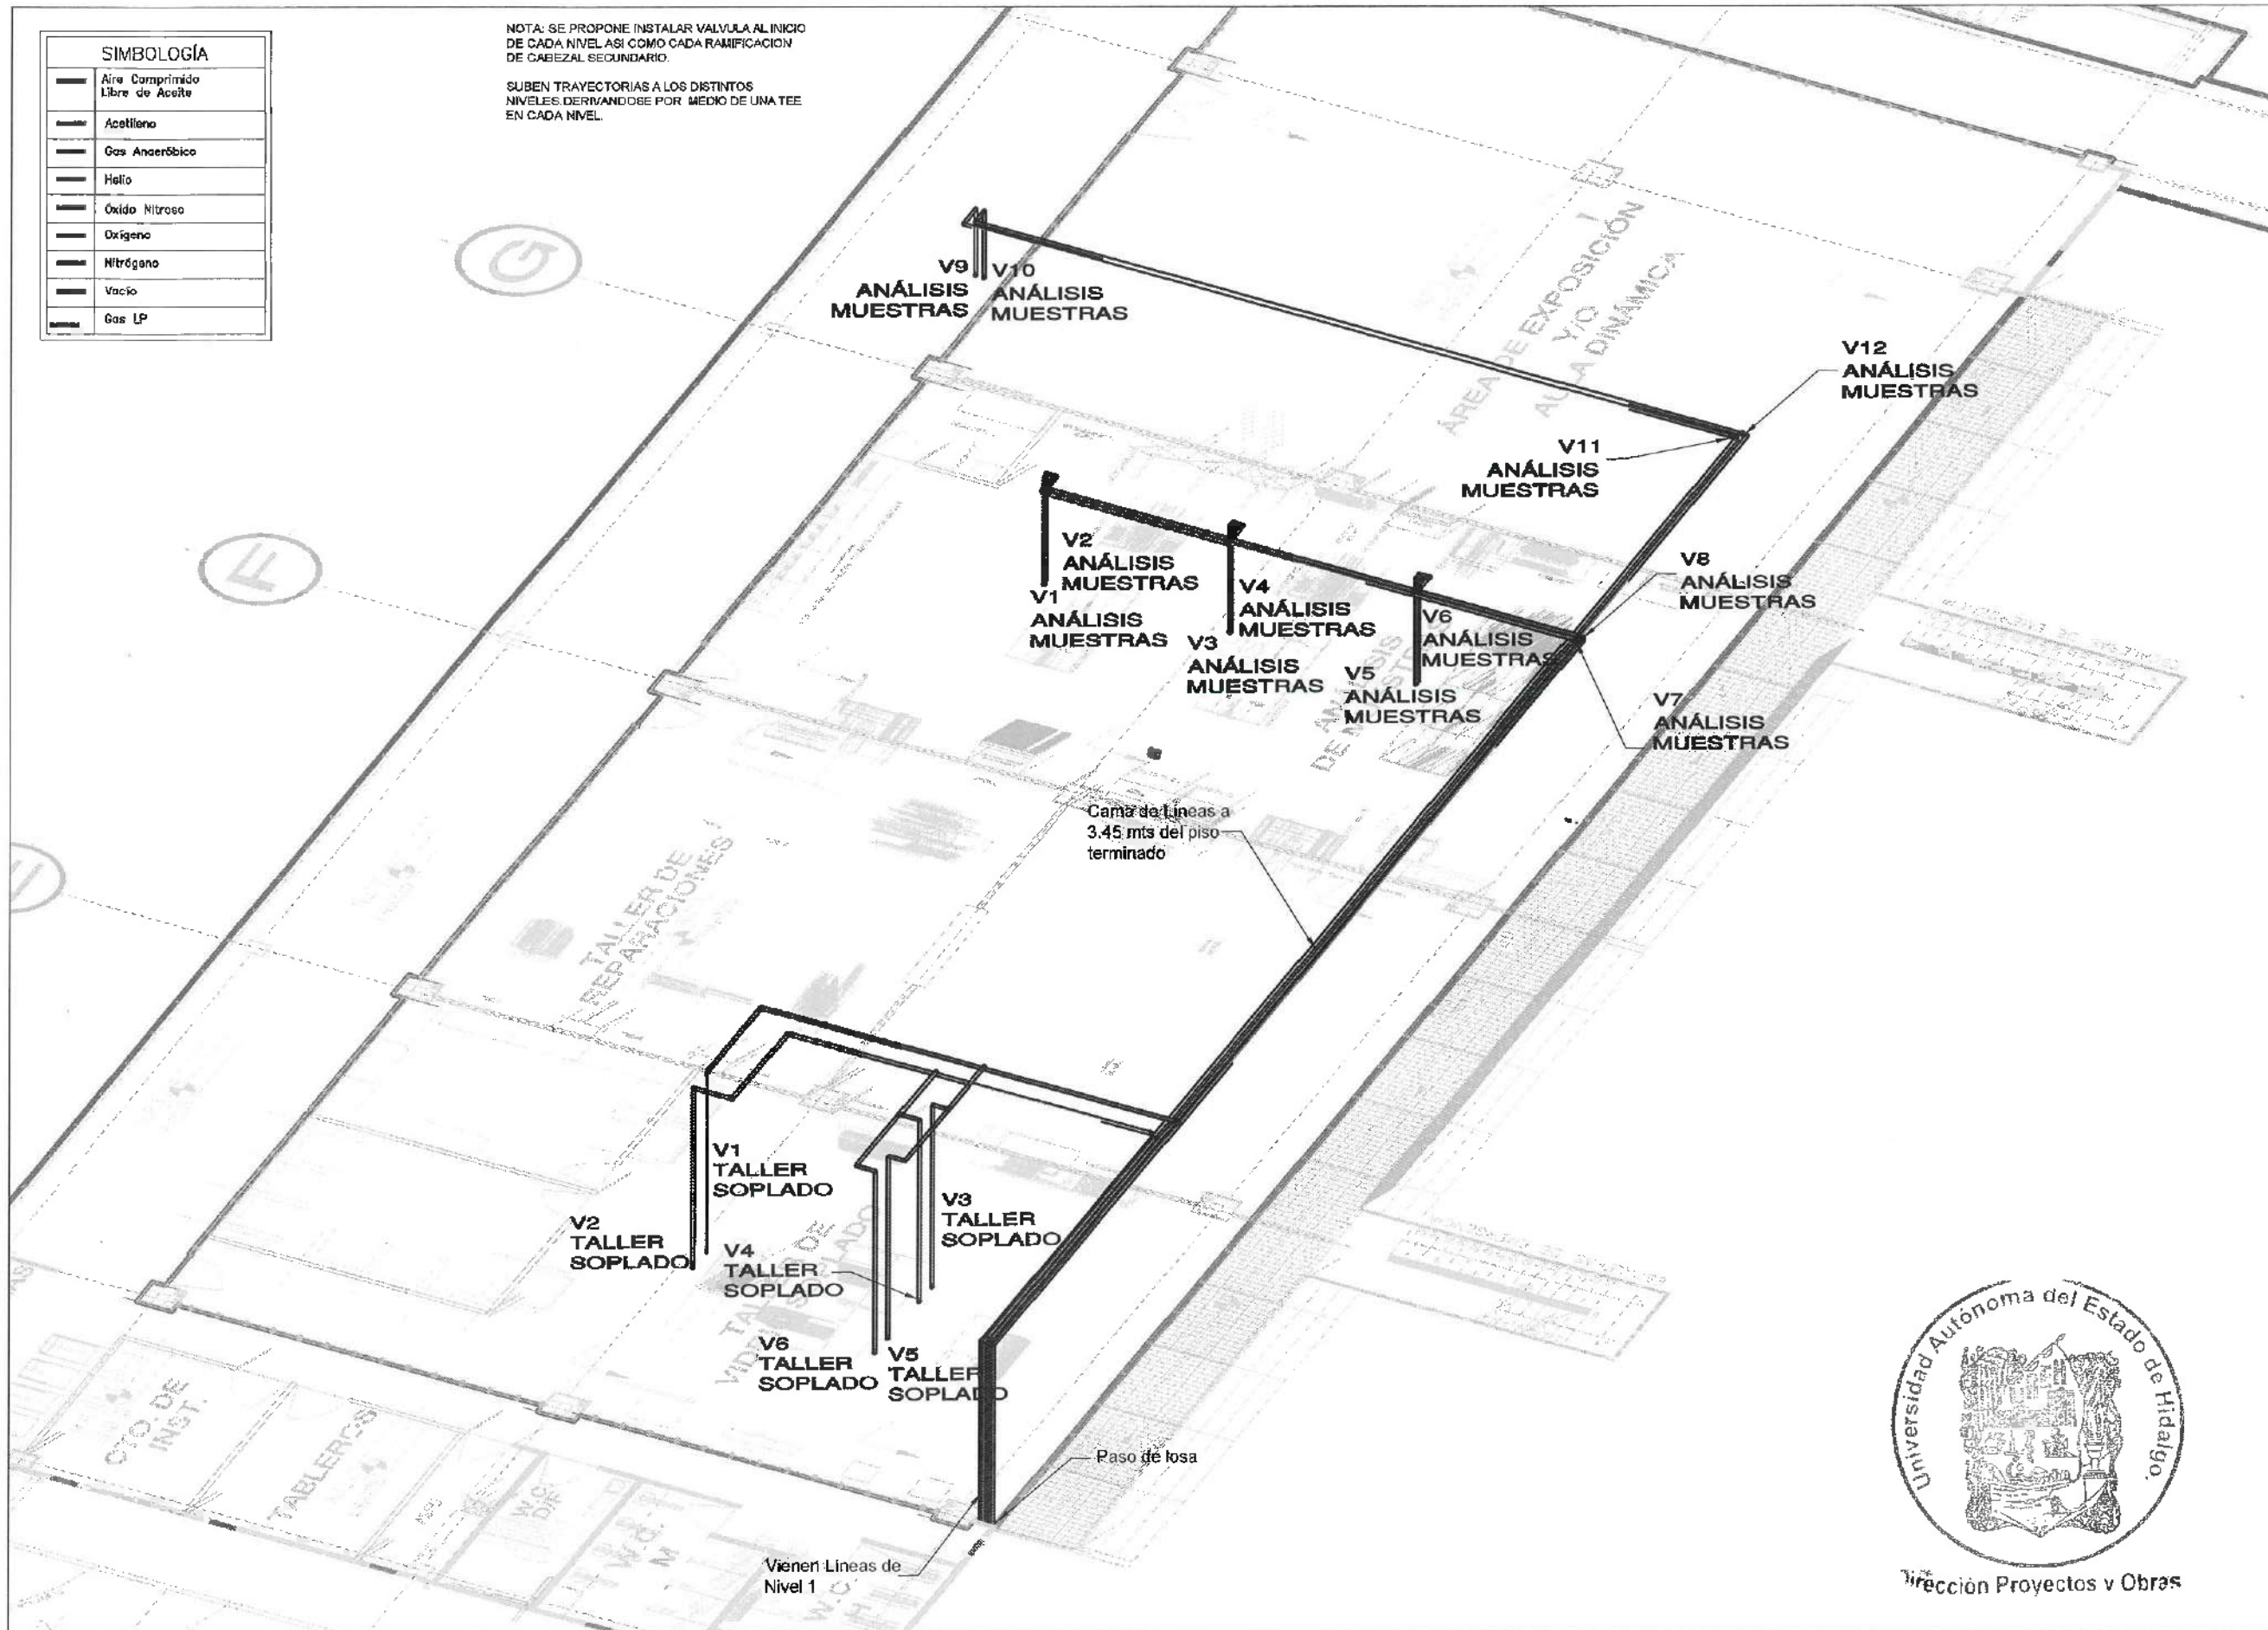 SIMBOLOGÍA
Aire Comprimido
Libre de Aceite
Acetileno
Gas Anaeróbico
Helio
Óxido Nitroso
Oxígeno
Nitrógeno
Vacío
Gas LP
NOTA: SE PROPONE INSTALAR VALVULA AL INICIO
DE CADA NIVEL ASI COMO CADA RAMIFICACION
DE CABEZAL SECUNDARIO.
SUBEN TRAYECTORIAS A LOS DISTINTOS
NIVELES, DERIVANDOSE POR MEDIO DE UNA TEE
EN CADA NIVEL.
G
F
V9
ANÁLISIS
MUESTRAS
V10
ANÁLISIS
MUESTRAS
ÁREA DE EXPOSICIÓN
Y/O
AULA DINAMICA
V12
ANÁLISIS
MUESTRAS
V11
ANÁLISIS
MUESTRAS
V2
ANÁLISIS
MUESTRAS
V1
ANÁLISIS
MUESTRAS
V4
ANÁLISIS
MUESTRAS
V3
ANÁLISIS
MUESTRAS
V6
ANÁLISIS
MUESTRAS
V5
ANÁLISIS
MUESTRAS
V8
ANÁLISIS
MUESTRAS
V7
ANÁLISIS
MUESTRAS
Cama de Líneas a
3.45 mts del piso
terminado
TALLER DE
REPARACIONES
V1
TALLER
SOPLADO
V2
TALLER
SOPLADO
V3
TALLER
SOPLADO
V4
TALLER
SOPLADO
V6
TALLER
SOPLADO
V5
TALLER
SOPLADO
CTO. DE
INST.
TABLEROS
W.C.
W.C.
M
W.C.
H
Paso de losa
Vienen Líneas de
Nivel 1
Universidad Autónoma del Estado de Hidalgo.
Dirección Proyectos y Obras